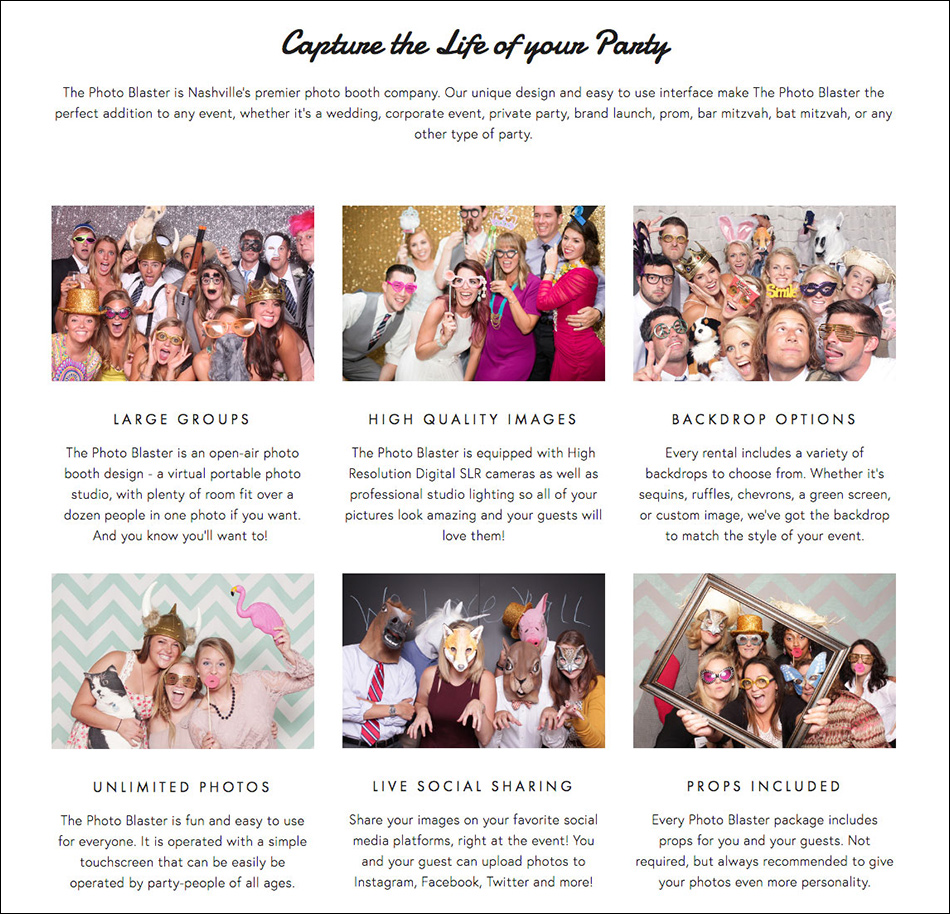 Capture the Life of your Party
The Photo Blaster is Nashville's premier photo booth company. Our unique design and easy to use interface make The Photo Blaster the
perfect addition to any event, whether it's a wedding, corporate event, private party, brand launch, prom, bar mitzvah, bat mitzvah, or any
other type of party.
Smile
LARGE GROUPS
The Photo Blaster is an open-air photo
booth design - a virtual portable photo
studio, with plenty of room fit over a
dozen people in one photo if you want.
And you know you'll want to!
HIGH QUALITY IMAGES
The Photo Blaster is equipped with High
Resolution Digital SLR cameras as well as
professional studio lighting so all of your
pictures look amazing and your guests will
love them!
BACKDROP OPTIONS
Every rental includes a variety of
backdrops to choose from. Whether it's
sequins, ruffles, chevrons, a green screen,
or custom image, we've got the backdrop
to match the style of your event.
UNLIMITED PHOTOS
The Photo Blaster is fun and easy to use
for everyone. It is operated with a simple
touchscreen that can be easily be
operated by party-people of all ages.
LIVE SOCIAL SHARING
Share your images on your favorite social
media platforms, right at the event! You
and your guest can upload photos to
Instagram, Facebook, Twitter and more!
PROPS INCLUDED
Every Photo Blaster package includes
props for you and your guests. Not
required, but always recommended to give
your photos even more personality.